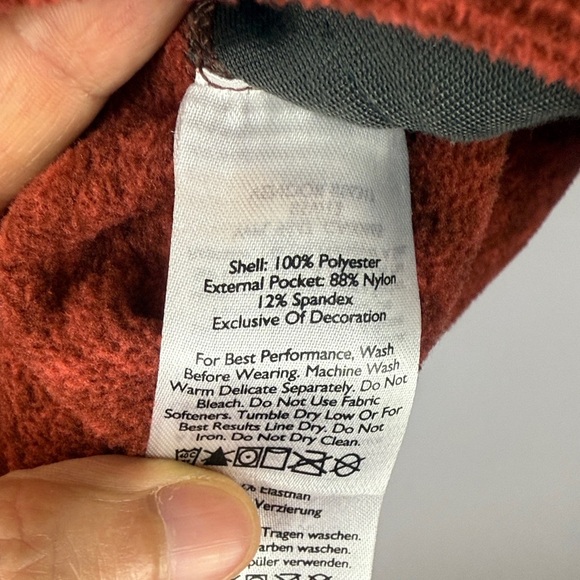 Shell: 100% Polyester
External Pocket: 88% Nylon
12% Spandex
Exclusive Of Decoration
For Best Performance, Wash
Before Wearing. Machine Wash
Warm Delicate Separately. Do Not
Bleach. Do Not Use Fabric
Softeners. Tumble Dry Low Or For
Best Results Line Dry. Do Not
Iron. Do Not Dry Clean.
% Elasthan
Verzierung
Tragen waschen.
arben waschen.
püler verwenden.